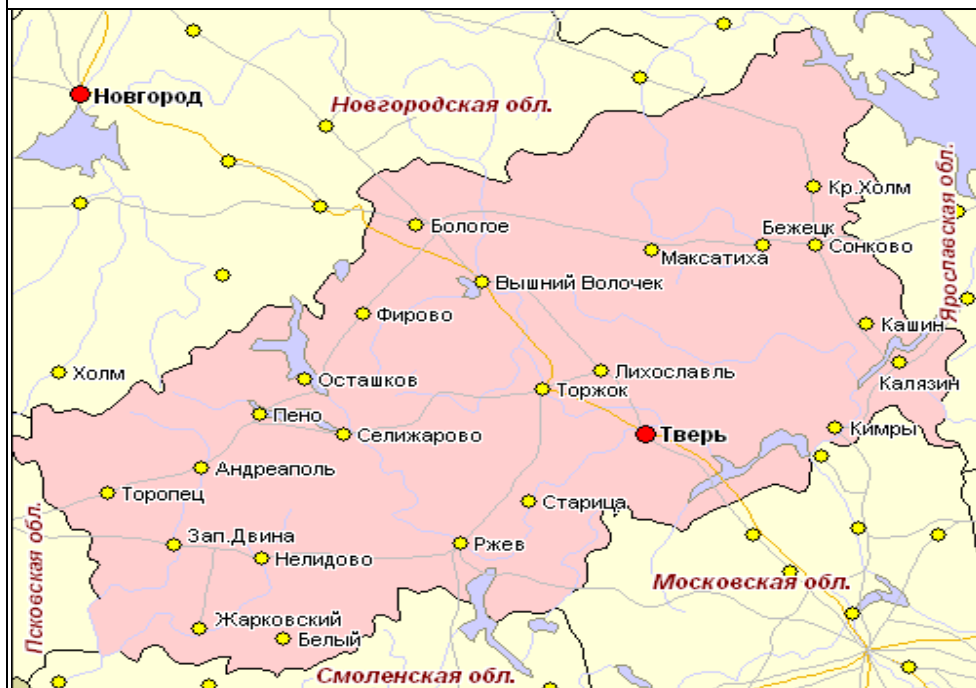 Новгород
Новгородская обл.
Кр.Холм
Ярославская обл.
Бологое
Бежецк
Максатиха
Сонково
Вышний Волочек
Фирово
Кашин
Холм
Осташков
Лихославль
Торжок
Калязин
Пено
Селижарово
Тверь
Кимры
Андреаполь
Торопец
Старица
Псковская обл.
Зап.Двина
Нелидово
Ржев
Московская обл.
Жарковский
Белый
Смоленская обл.